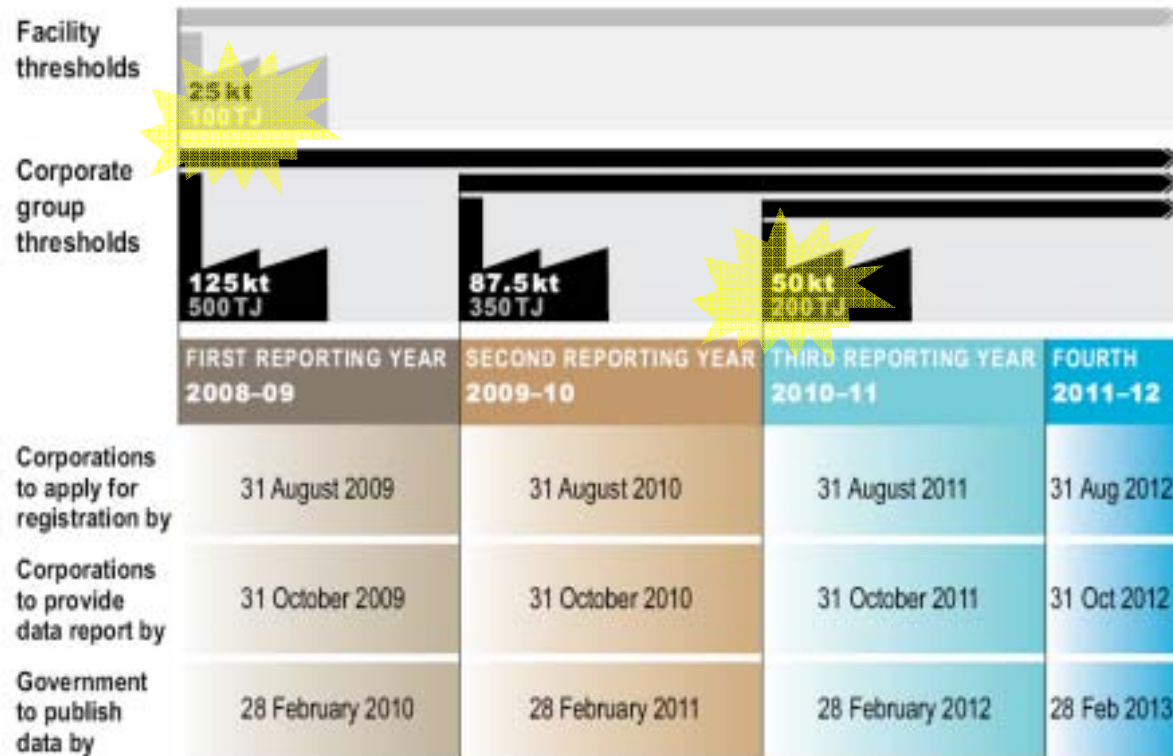 Facility
thresholds
25 kt
100 TJ
Corporate
group
thresholds
125 kt
500 TJ
87.5 kt
350 TJ
50 kt
200 TJ
FIRST REPORTING YEAR
2008–09
SECOND REPORTING YEAR
2009–10
THIRD REPORTING YEAR
2010–11
FOURTH
2011–12
Corporations
to apply for
registration by
31 August 2009
31 August 2010
31 August 2011
31 Aug 2012
Corporations
to provide
data report by
31 October 2009
31 October 2010
31 October 2011
31 Oct 2012
Government
to publish
data by
28 February 2010
28 February 2011
28 February 2012
28 Feb 2013